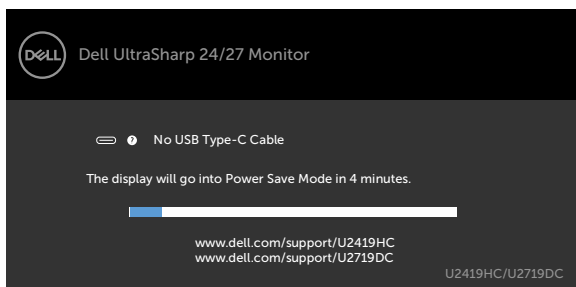 DELL
Dell UltraSharp 24/27 Monitor
? No USB Type-C Cable
The display will go into Power Save Mode in 4 minutes.
www.dell.com/support/U2419HC
www.dell.com/support/U2719DC
U2419HC/U2719DC